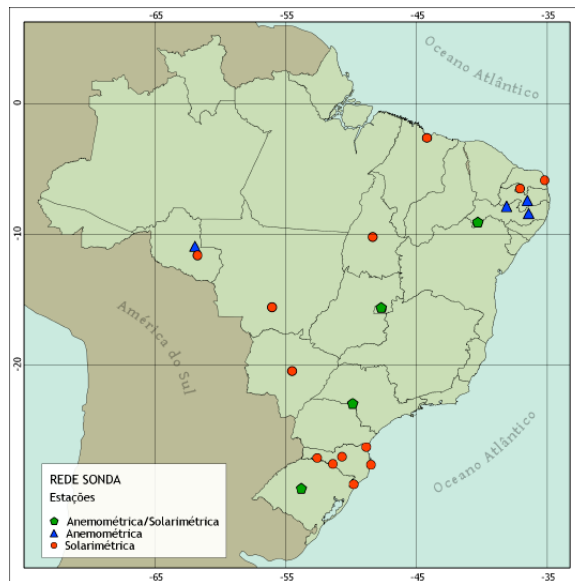 -65 -55 -45 -35
Oceano Atlântico
0
-10
América do Sul
-20
Oceano Atlântico
REDE SONDA
Estações
Anemométrica/Solarimétrica
Anemométrica
Solarimétrica
-65 -55 -45 -35